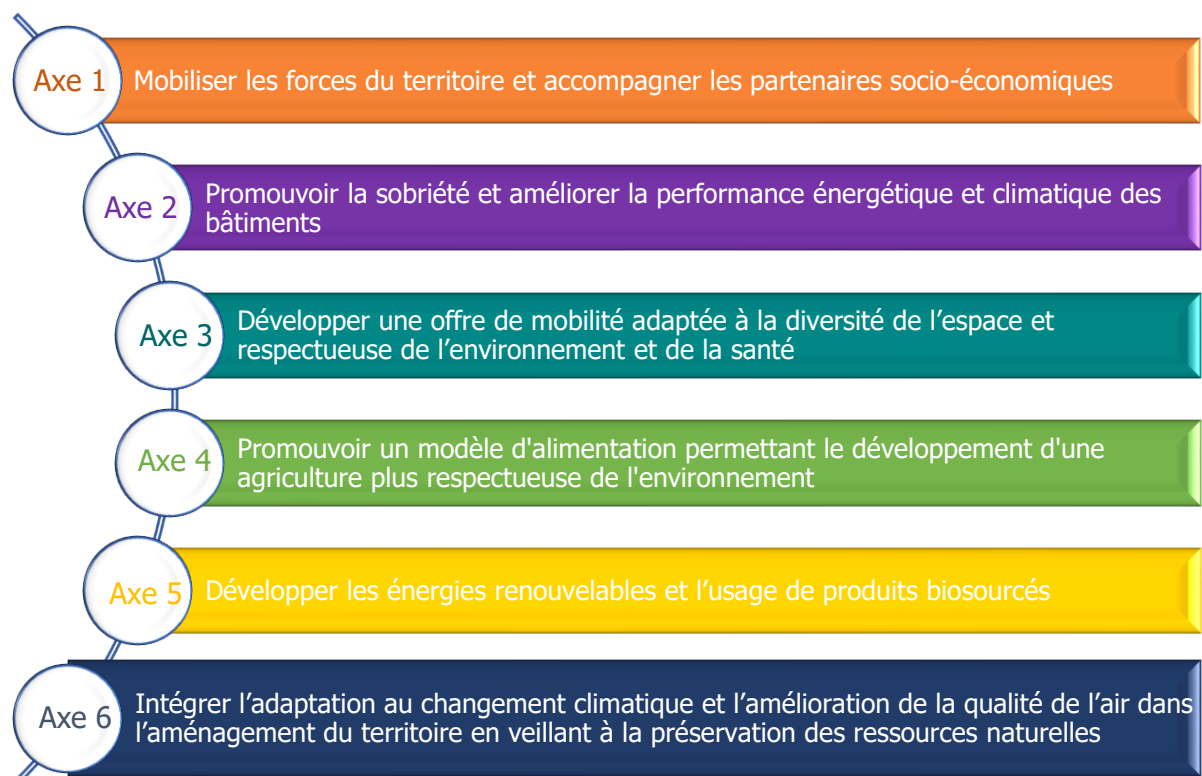 Axe 1
Mobiliser les forces du territoire et accompagner les partenaires socio-économiques
Axe 2
Promouvoir la sobriété et améliorer la performance énergétique et climatique des
bâtiments
Axe 3
Développer une offre de mobilité adaptée à la diversité de l’espace et
respectueuse de l’environnement et de la santé
Axe 4
Promouvoir un modèle d'alimentation permettant le développement d'une
agriculture plus respectueuse de l'environnement
Axe 5
Développer les énergies renouvelables et l’usage de produits biosourcés
Axe 6
Intégrer l’adaptation au changement climatique et l’amélioration de la qualité de l’air dans
l’aménagement du territoire en veillant à la préservation des ressources naturelles